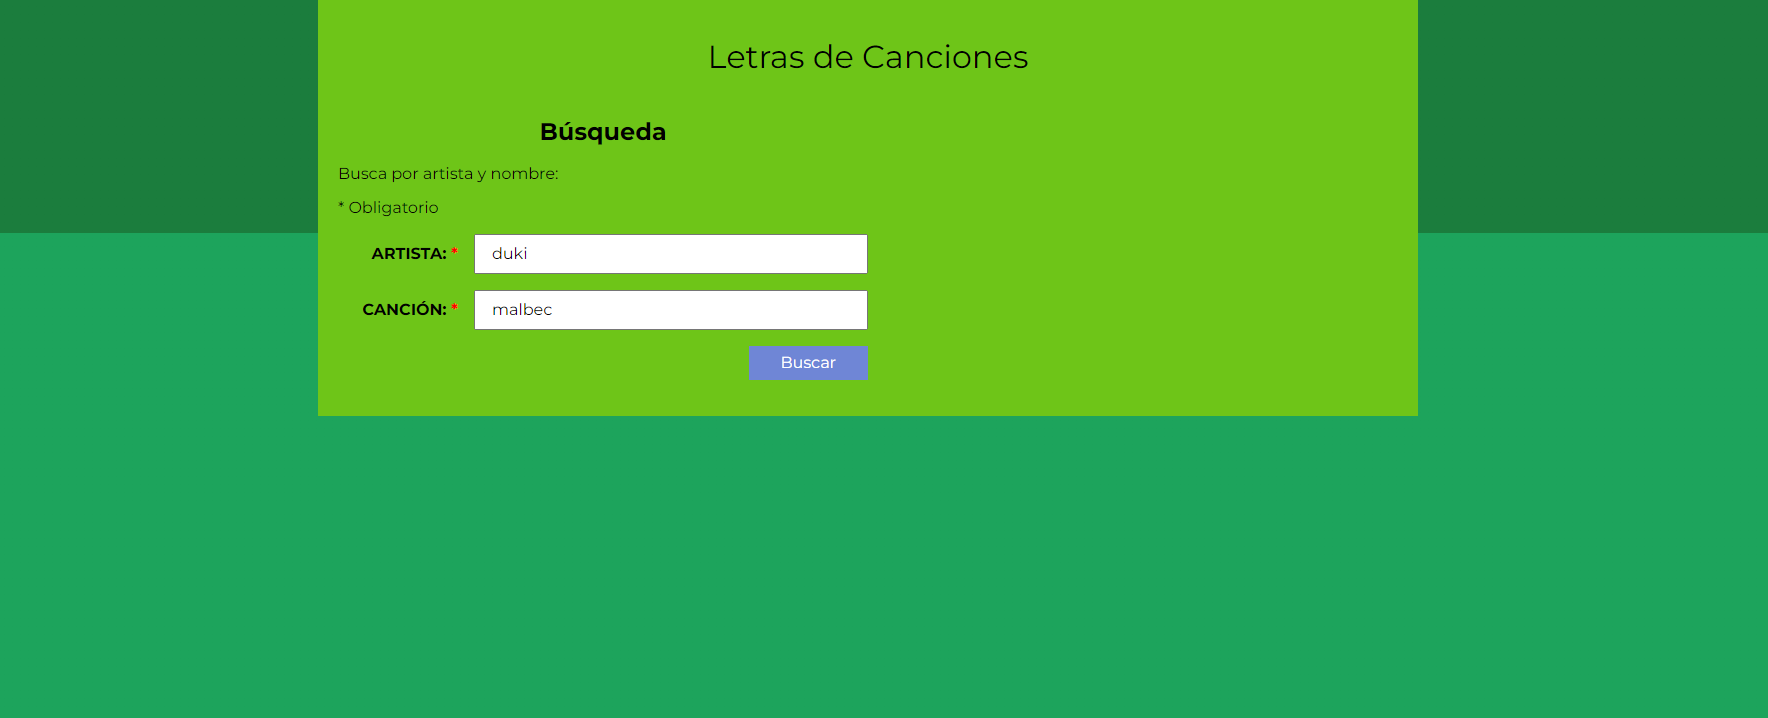 Letras de Canciones
Búsqueda
Busca por artista y nombre:
* Obligatorio
ARTISTA: * duki
CANCIÓN: * malbec
Buscar